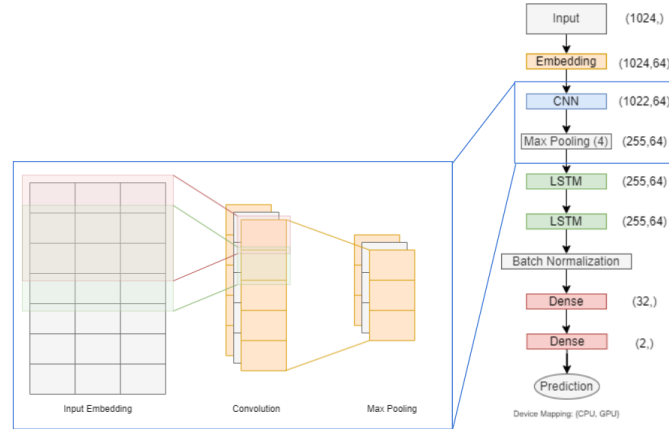 Input (1024,)
Embedding (1024,64)
CNN (1022,64)
Max Pooling (4) (255,64)
LSTM (255,64)
LSTM (255,64)
Batch Normalization
Dense (32,)
Dense (2,)
Prediction
Device Mapping: {CPU, GPU}
Input Embedding
Convolution
Max Pooling